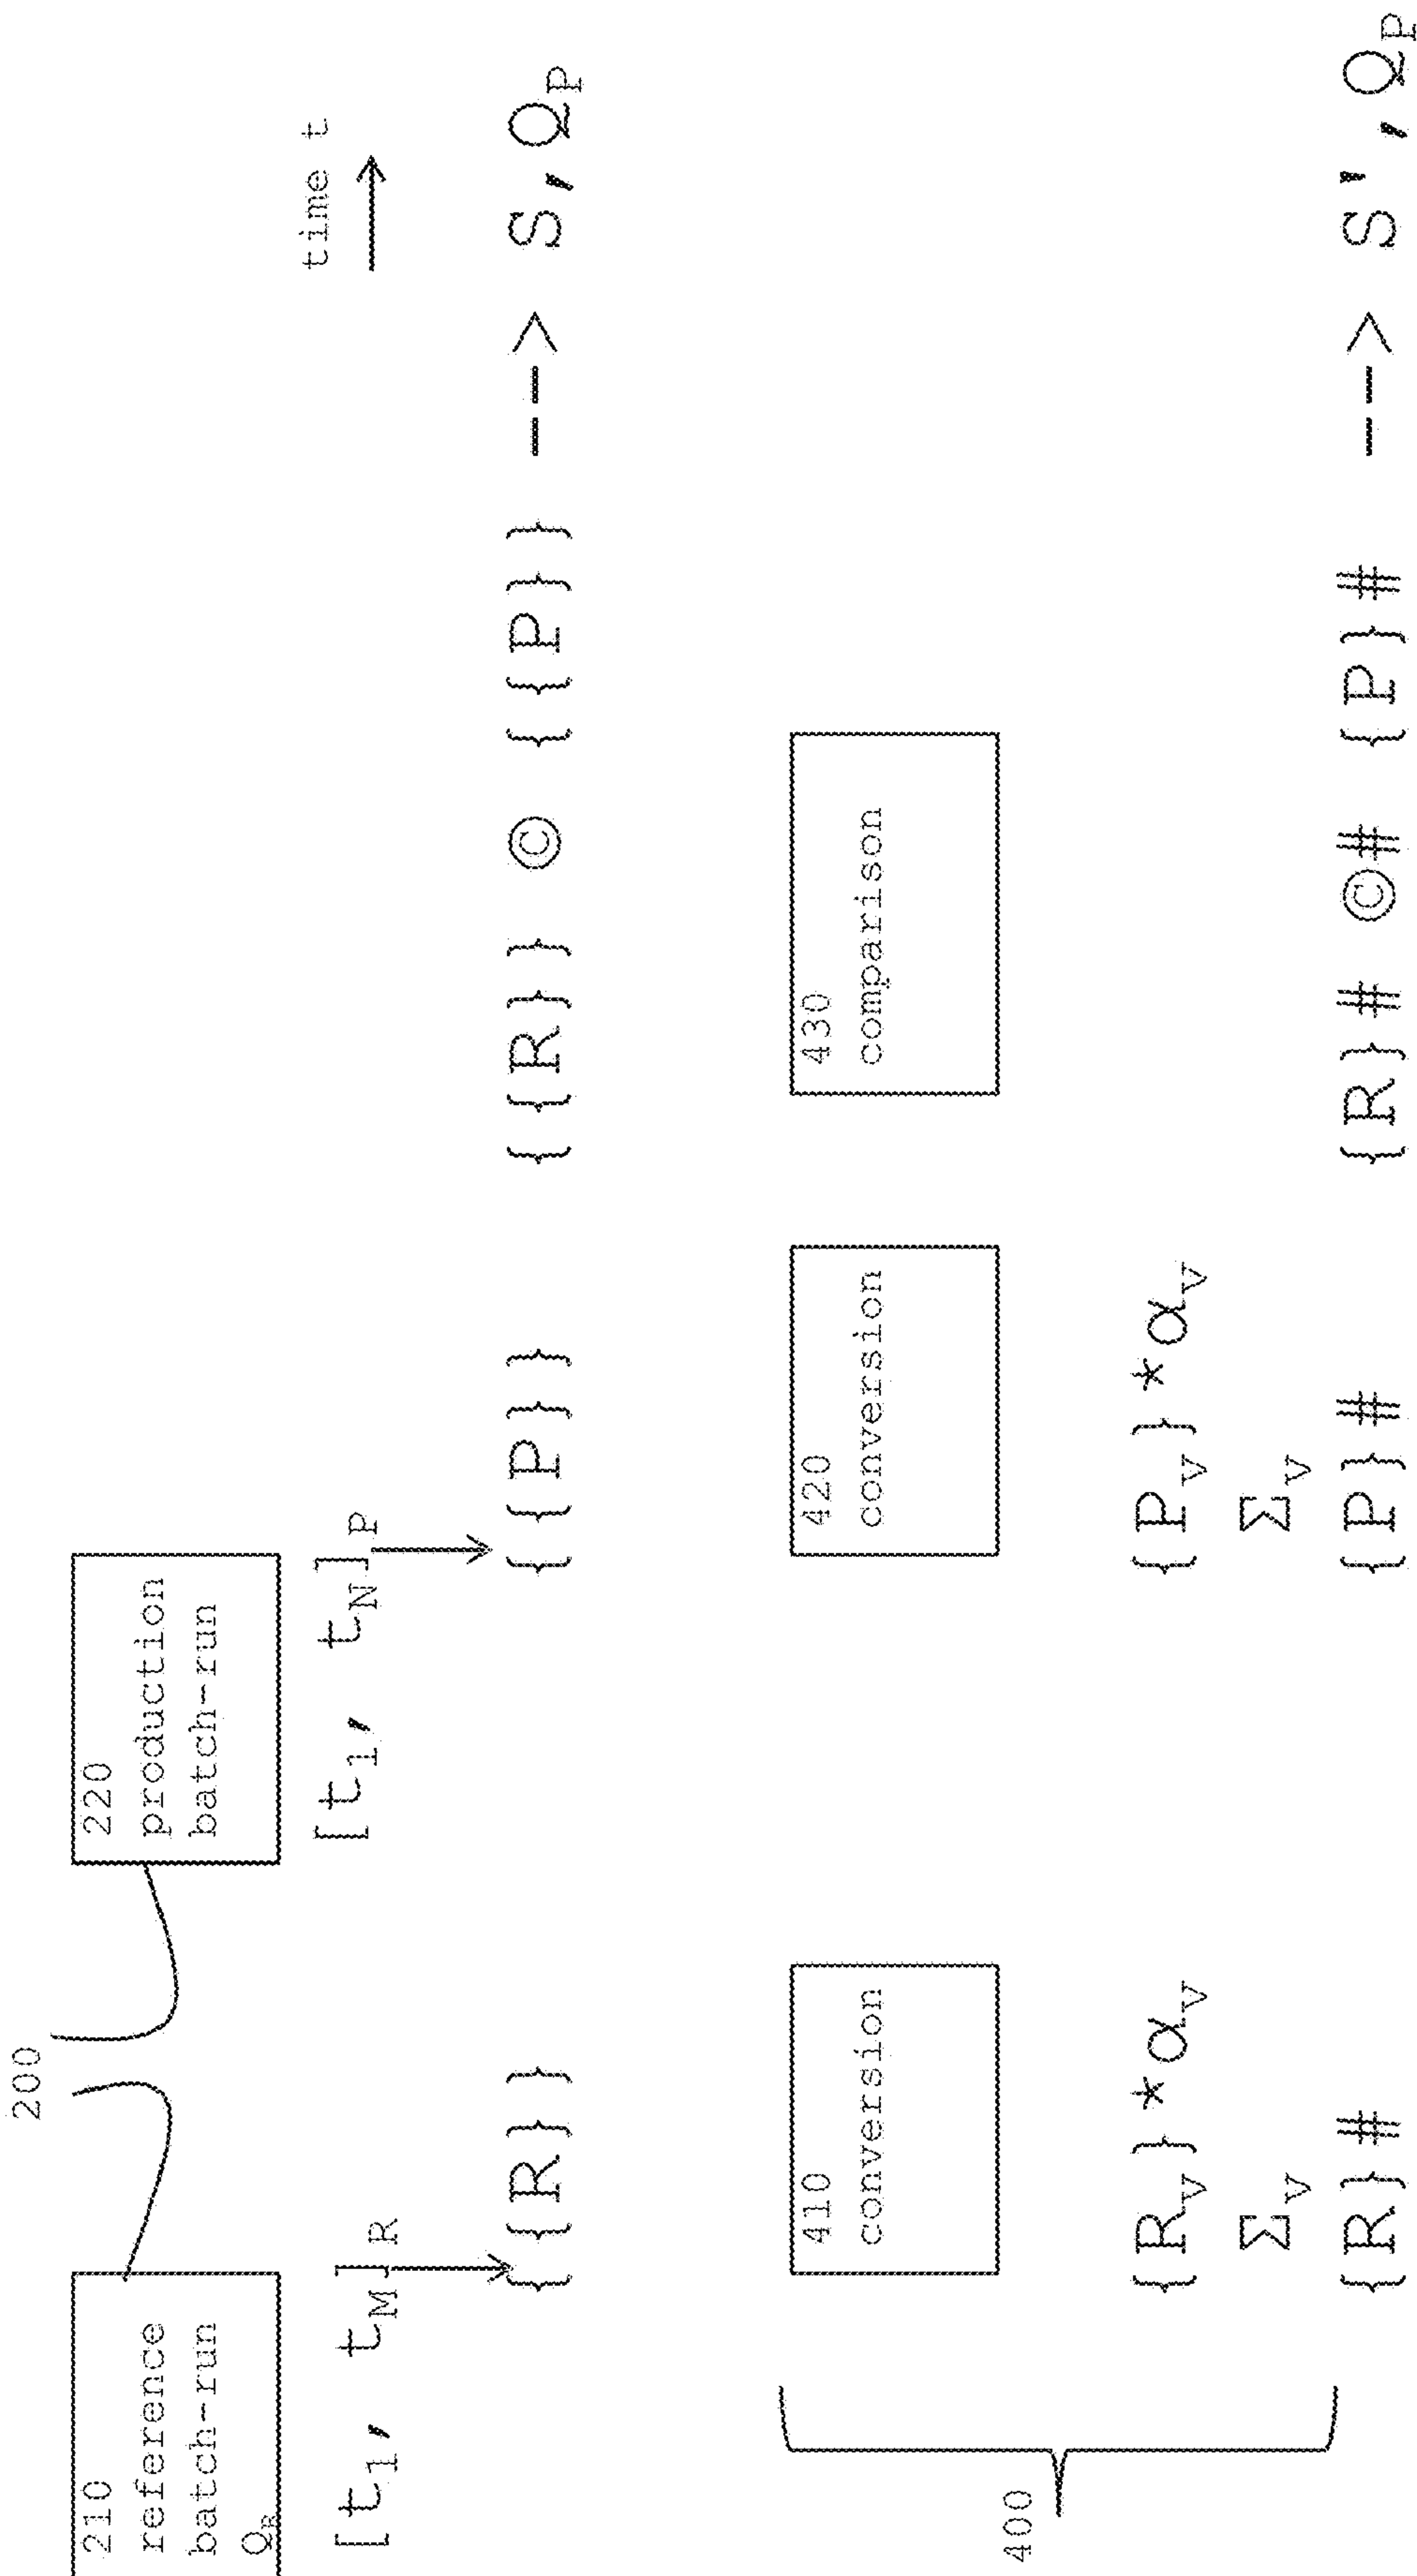 200
210
reference
batch-run
Q_R
220
production
batch-run
time t
[t_1, t_M]_R
[t_1, t_N]_P
{{R}}
{{P}}
{{R}} © {{P}} --> S, Q_P
400
410
conversion
420
conversion
430
comparison
{R_V}*α_V
{P_V}*α_V
Σ_V
Σ_V
{R}#
{P}#
{R}# ©# {P}# --> S', Q_P